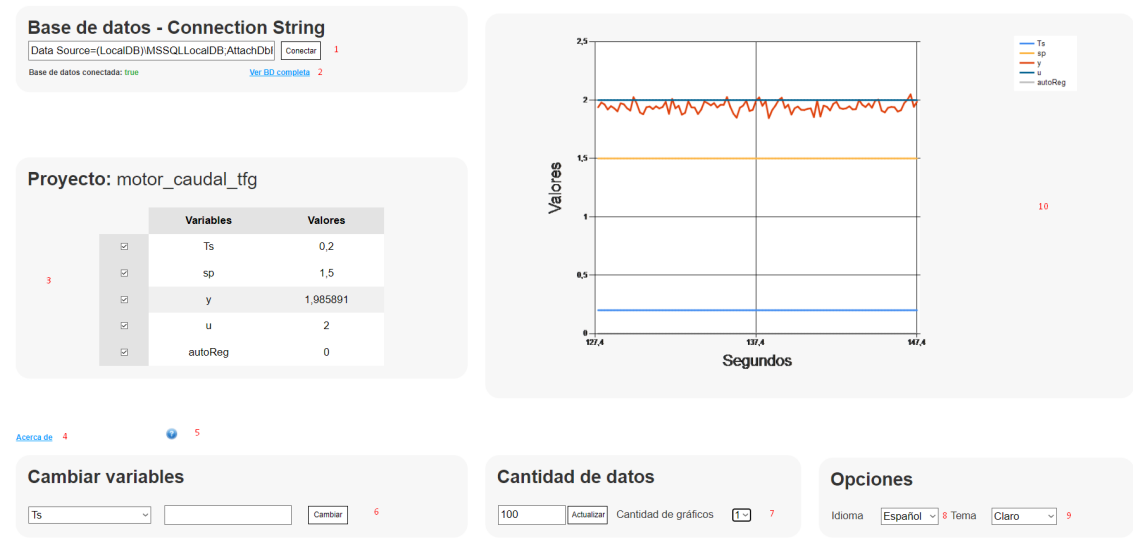 Base de datos - Connection String
Data Source=(LocalDB)\MSSQLLocalDB;AttachDbF Conectar 1
Base de datos conectada: true Ver BD completa 2
Proyecto: motor_caudal_tfg
Variables Valores
Ts 0,2
sp 1,5
3
y 1,985891
u 2
autoReg 0
2,5
2
1,5
1
0,5
0
Valores
127,4 137,4 147,4
Segundos
Ts
sp
y
u
autoReg
10
Acerca de 4 ? 5
Cambiar variables
Ts Cambiar 6
Cantidad de datos
100 Actualizar Cantidad de gráficos 1 7
Opciones
Idioma Español 8 Tema Claro 9